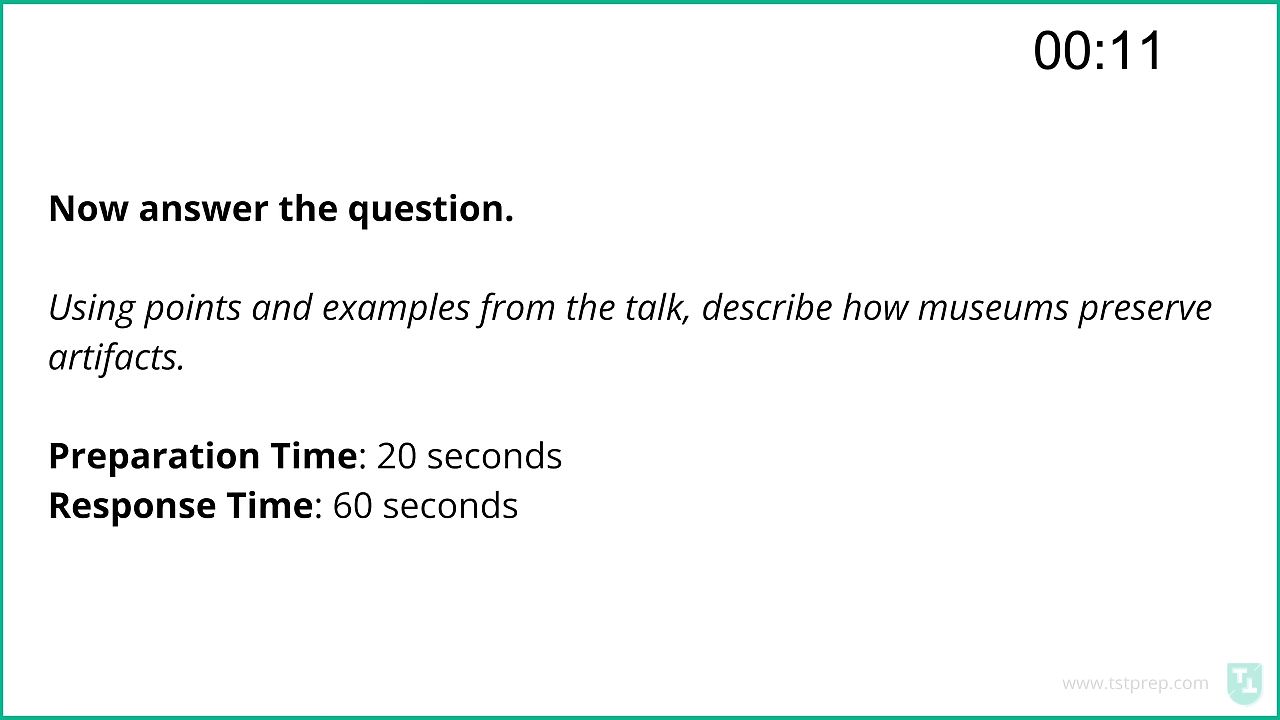 00:11
Now answer the question.
Using points and examples from the talk, describe how museums preserve
artifacts.
Preparation Time: 20 seconds
Response Time: 60 seconds
www.tstprep.com